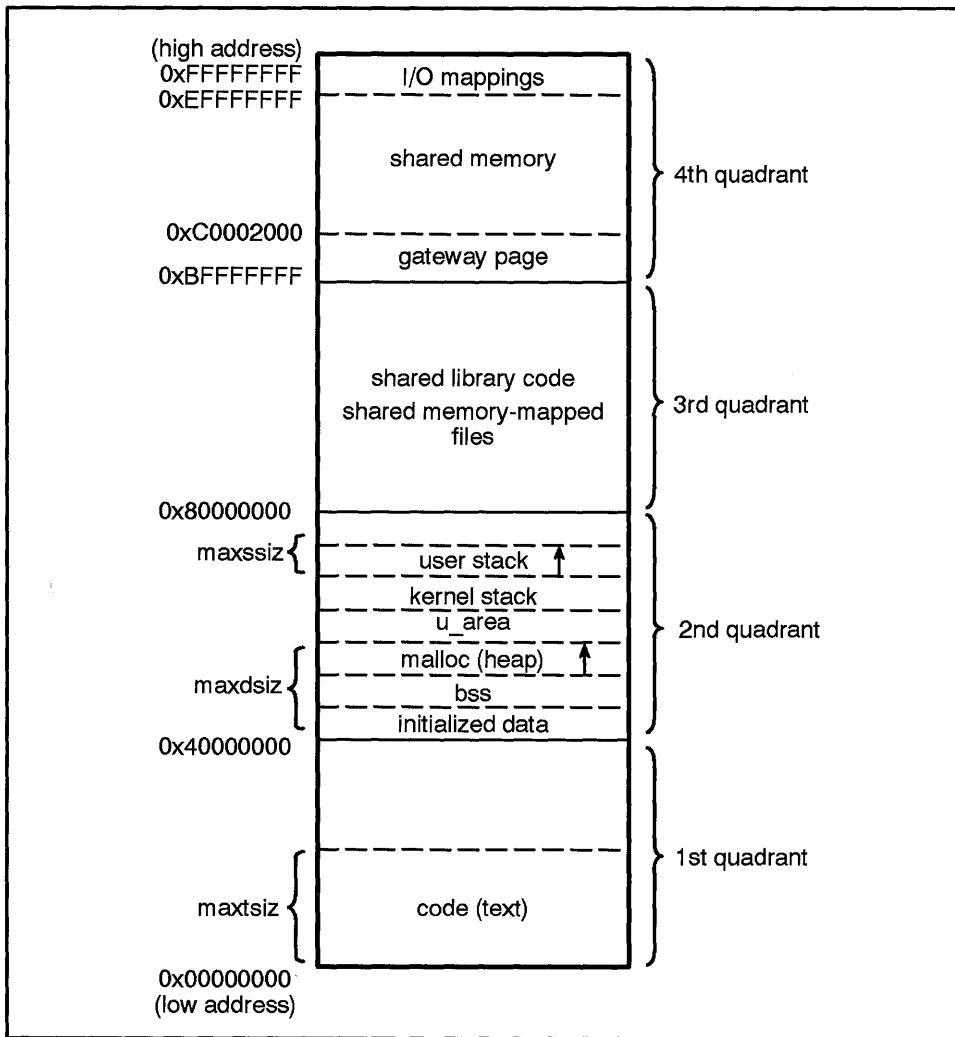 (high address)
0xFFFFFFFF
0xEFFFFFFF
I/O mappings
shared memory
4th quadrant
0xC0002000
gateway page
0xBFFFFFFF
shared library code
shared memory-mapped
files
3rd quadrant
0x80000000
maxssiz
user stack
kernel stack
u_area
2nd quadrant
malloc (heap)
maxdsiz
bss
initialized data
0x40000000
1st quadrant
maxtsiz
code (text)
0x00000000
(low address)